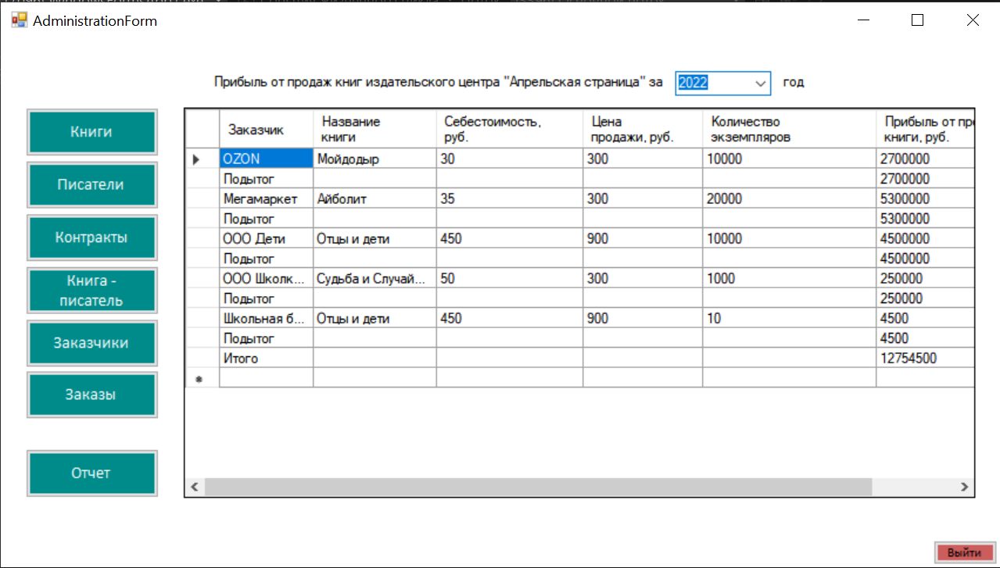 AdministrationForm
Прибыль от продаж книг издательского центра "Апрельская страница" за 2022 год
Книги
Писатели
Контракты
Книга -
писатель
Заказчики
Заказы
Отчет
Заказчик Название книги Себестоимость, руб. Цена продажи, руб. Количество экземпляров Прибыль от пр книги, руб.
OZON Мойдодыр 30 300 10000 2700000
Подытог 2700000
Мегамаркет Айболит 35 300 20000 5300000
Подытог 5300000
ООО Дети Отцы и дети 450 900 10000 4500000
Подытог 4500000
ООО Школк... Судьба и Случай... 50 300 1000 250000
Подытог 250000
Школьная б... Отцы и дети 450 900 10 4500
Подытог 4500
Итого 12754500
Выйти